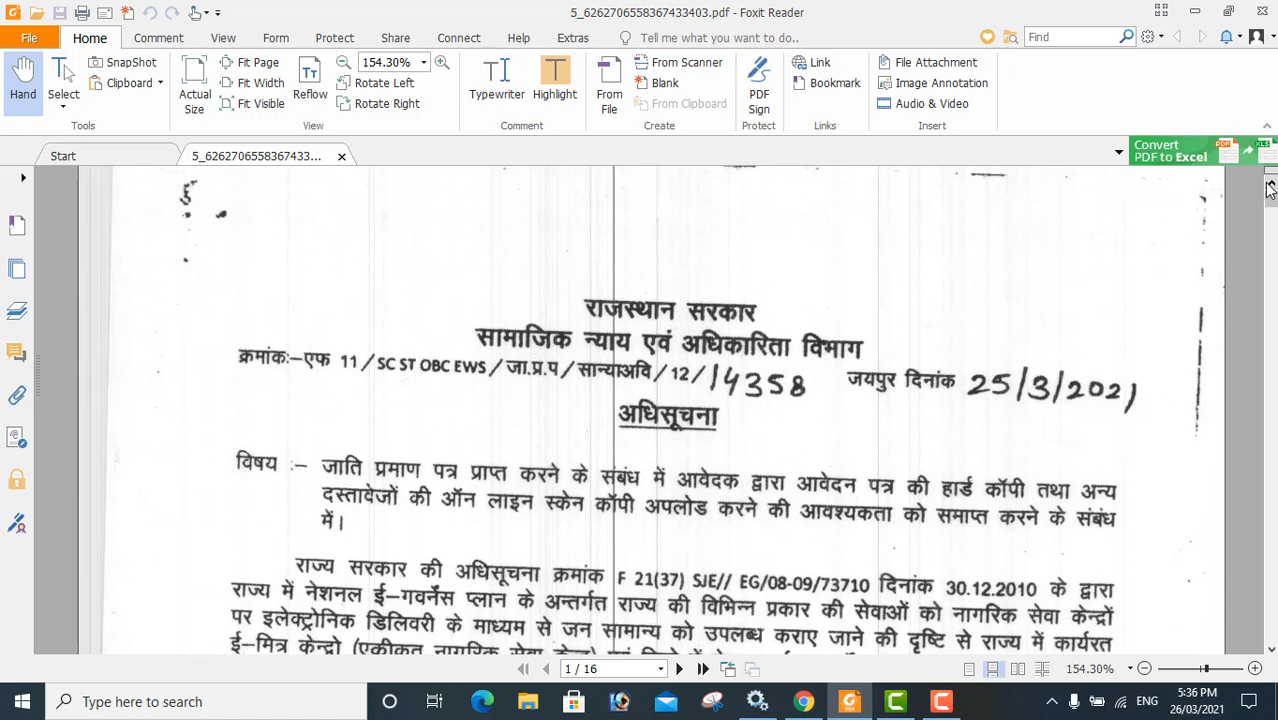 5_6262706558367433403.pdf - Foxit Reader
File Home Comment View Form Protect Share Connect Help Extras Tell me what you want to do.. Find
Hand
Select
SnapShot
Clipboard
Tools
Actual Size
Fit Page
Fit Width
Fit Visible
Reflow
154.30%
Rotate Left
Rotate Right
View
Typewriter
Highlight
Comment
From File
From Scanner
Blank
From Clipboard
Create
PDF Sign
Protect
Link
Bookmark
Links
File Attachment
Image Annotation
Audio & Video
Insert
Start
5_6262706558367433...
Convert PDF to Excel
राजस्थान सरकार
सामाजिक न्याय एवं अधिकारिता विभाग
क्रमांक:–एफ 11 / SC ST OBC EWS / जा.प्र.प / सान्याअवि / 12 / 14358 जयपुर दिनांक 25/3/2021
अधिसूचना
विषय :– जाति प्रमाण पत्र प्राप्त करने के संबंध में आवेदक द्वारा आवेदन पत्र की हार्ड कॉपी तथा अन्य
दस्तावेजों की ऑन लाइन स्केन कॉपी अपलोड करने की आवश्यकता को समाप्त करने के संबंध
में।
राज्य सरकार की अधिसूचना क्रमांक F 21(37) SJE// EG/08-09/73710 दिनांक 30.12.2010 के द्वारा
राज्य में नेशनल ई–गवर्नेंस प्लान के अन्तर्गत राज्य की विभिन्न प्रकार की सेवाओं को नागरिक सेवा केन्द्रों
पर इलेक्ट्रोनिक डिलिवरी के माध्यम से जन सामान्य को उपलब्ध कराए जाने की दृष्टि से राज्य में कार्यरत
ई–मित्र केन्द्रों (एकीकृत नागरिक सेवा
1 / 16
154.30%
Type here to search
ENG
5:36 PM
26/03/2021